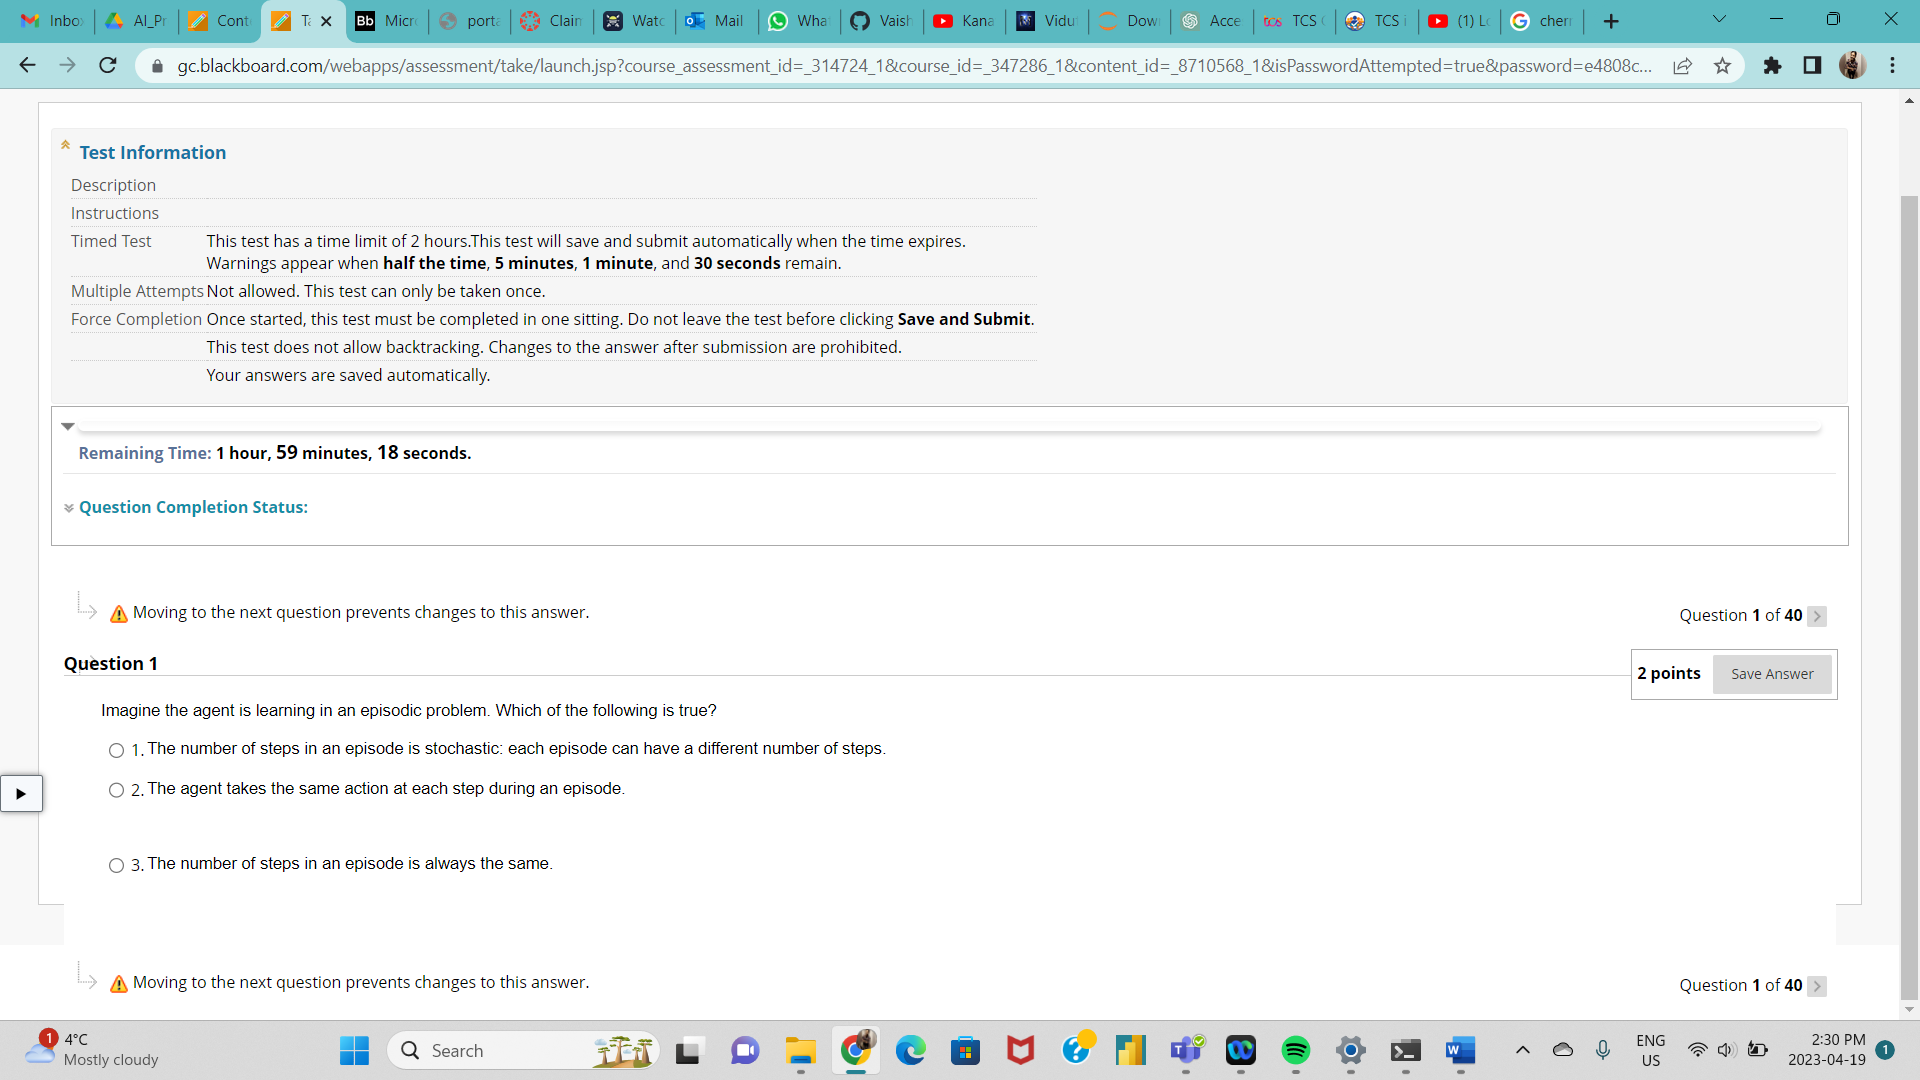 Inbo
AI_Pr
Cont
Ta
Bb Micr
porta
Clain
Watc
Mail
What
Vaish
Kana
Vidu
Dow
Acce
TCS
TCS i
(1) Lo
cher
gc.blackboard.com/webapps/assessment/take/launch.jsp?course_assessment_id=_314724_1&course_id=_347286_1&content_id=_8710568_1&isPasswordAttempted=true&password=e4808c...
Test Information
Description
Instructions
Timed Test This test has a time limit of 2 hours.This test will save and submit automatically when the time expires.
Warnings appear when half the time, 5 minutes, 1 minute, and 30 seconds remain.
Multiple Attempts Not allowed. This test can only be taken once.
Force Completion Once started, this test must be completed in one sitting. Do not leave the test before clicking Save and Submit.
This test does not allow backtracking. Changes to the answer after submission are prohibited.
Your answers are saved automatically.
Remaining Time: 1 hour, 59 minutes, 18 seconds.
Question Completion Status:
Moving to the next question prevents changes to this answer.
Question 1 of 40
Question 1
2 points Save Answer
Imagine the agent is learning in an episodic problem. Which of the following is true?
1. The number of steps in an episode is stochastic: each episode can have a different number of steps.
2. The agent takes the same action at each step during an episode.
3. The number of steps in an episode is always the same.
Moving to the next question prevents changes to this answer.
Question 1 of 40
1
4°C
Mostly cloudy
Search
ENG
US
2:30 PM
2023-04-19
1